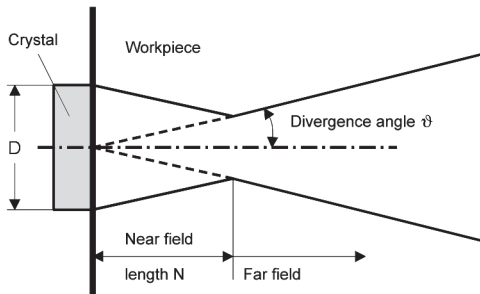 Crystal
Workpiece
D
Divergence angle ϑ
Near field
length N
Far field